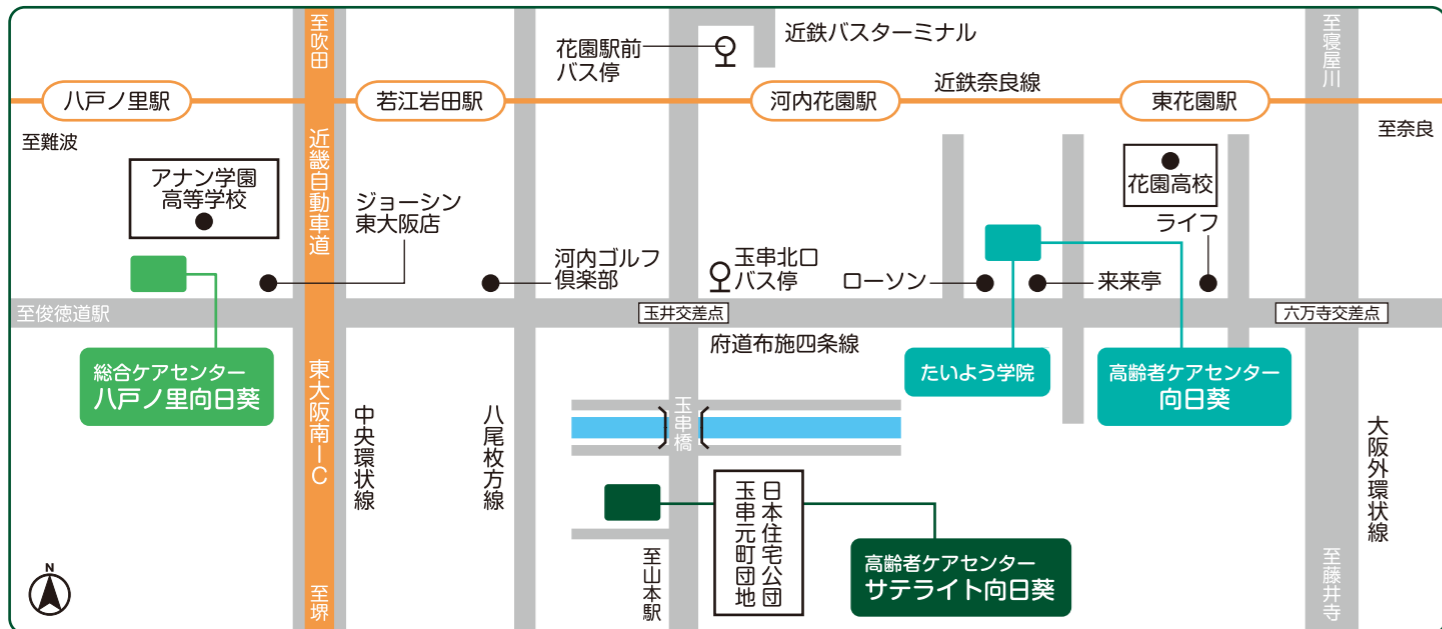 至吹田
花園駅前
バス停
近鉄バスターミナル
至寝屋川
八戸ノ里駅
若江岩田駅
河内花園駅
近鉄奈良線
東花園駅
至難波
至奈良
近畿自動車道
アナン学園
高等学校
ジョーシン
東大阪店
花園高校
ライフ
河内ゴルフ
倶楽部
玉串北口
バス停
ローソン
来来亭
至俊徳道駅
玉井交差点
六万寺交差点
府道布施四条線
総合ケアセンター
八戸ノ里向日葵
東大阪南IC
中央環状線
八尾枚方線
玉串橋
たいよう学院
高齢者ケアセンター
向日葵
大阪外環状線
日本住宅公団
玉串元町団地
高齢者ケアセンター
サテライト向日葵
N
至堺
至山本駅
至藤井寺